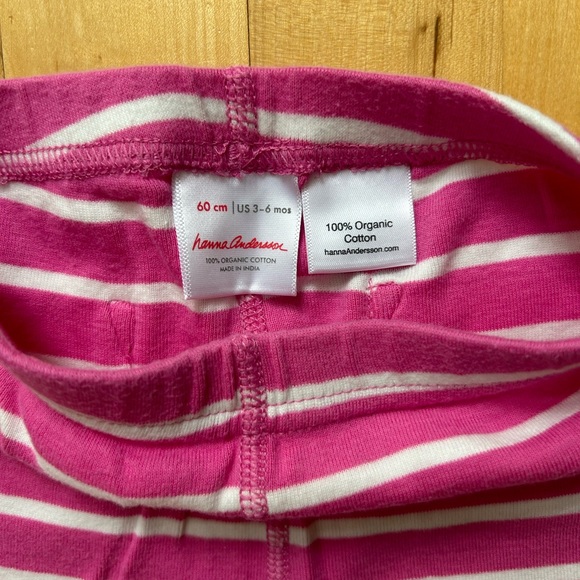 60 cm | US 3-6 mos
hanna Andersson
100% ORGANIC COTTON
MADE IN INDIA
100% Organic
Cotton
hannaAndersson.com